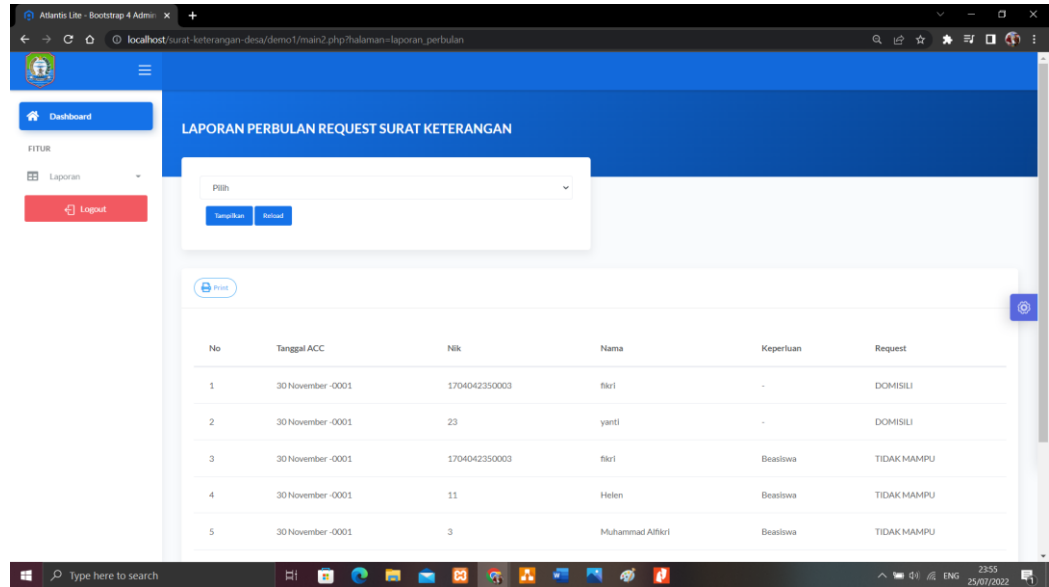 Atlantis Lite - Bootstrap 4 Admin
localhost/surat-keterangan-desa/demo1/main2.php?halaman=laporan_perbulan
Dashboard
FITUR
Laporan
Logout
LAPORAN PERBULAN REQUEST SURAT KETERANGAN
Pilih
Tampilkan Reload
Print
No Tanggal ACC Nik Nama Keperluan Request
1 30 November -0001 1704042350003 fikri - DOMISILI
2 30 November -0001 23 yanti - DOMISILI
3 30 November -0001 1704042350003 fikri Beasiswa TIDAK MAMPU
4 30 November -0001 11 Helen Beasiswa TIDAK MAMPU
5 30 November -0001 3 Muhammad Alfikri Beasiswa TIDAK MAMPU
Type here to search
ENG
23:55
25/07/2022